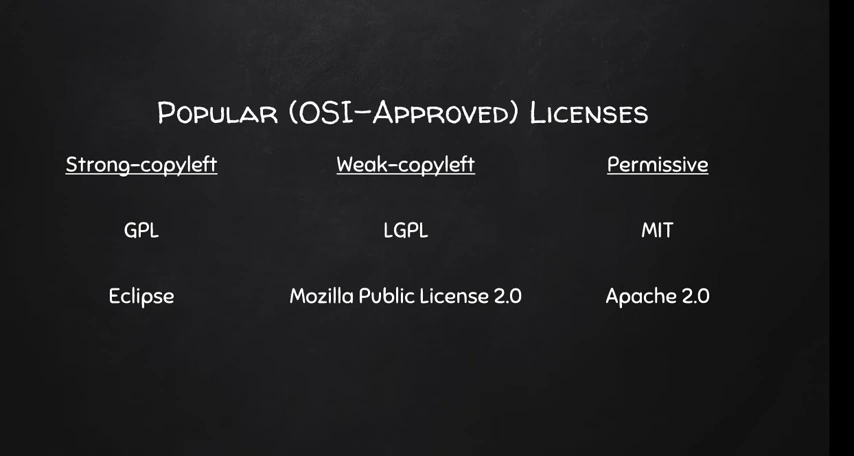 Popular (OSI-Approved) Licenses
Strong-copyleft Weak-copyleft Permissive
GPL LGPL MIT
Eclipse Mozilla Public License 2.0 Apache 2.0